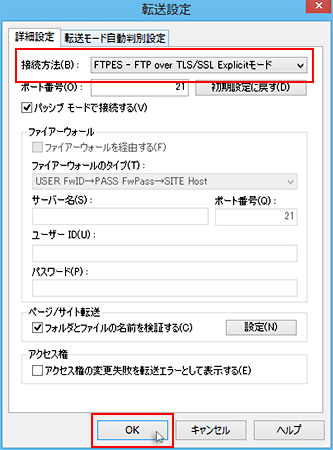 転送設定
詳細設定 転送モード自動判別設定
接続方法(B)： FTPES - FTP over TLS/SSL Explicitモード
ポート番号(O)： 21 初期設定に戻す(D)
パッシブ モードで接続する(V)
ファイアーウォール
ファイアーウォールを経由する(F)
ファイアーウォールのタイプ(T)：
USER FwID→PASS FwPass→SITE Host
サーバー名(S)： ポート番号(Q)：
21
ユーザー ID(U)：
パスワード(P)：
ページ/サイト転送
フォルダとファイルの名前を検証する(C) 設定(N)
アクセス権
アクセス権の変更失敗を転送エラーとして表示する(E)
OK キャンセル ヘルプ